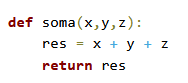 def soma(x,y,z):
    res = x + y + z
    return res